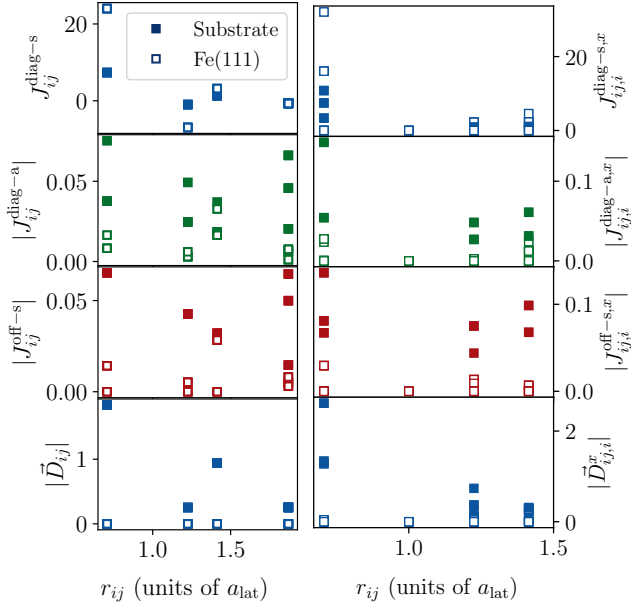 Substrate
Fe(111)
J_{ij}^{diag−s}
20
0
J_{ij,i}^{diag−s,x}
20
0
|J_{ij}^{diag−a}|
0.05
0.00
|J_{ij,i}^{diag−a,x}|
0.1
0.0
|J_{ij}^{off−s}|
0.05
0.00
|J_{ij,i}^{off−s,x}|
0.1
0.0
|\vec{D}_{ij}|
1
0
|\vec{D}_{ij,i}^{x}|
2
0
1.0 1.5
1.0 1.5
r_{ij} (units of a_{lat})
r_{ij} (units of a_{lat})